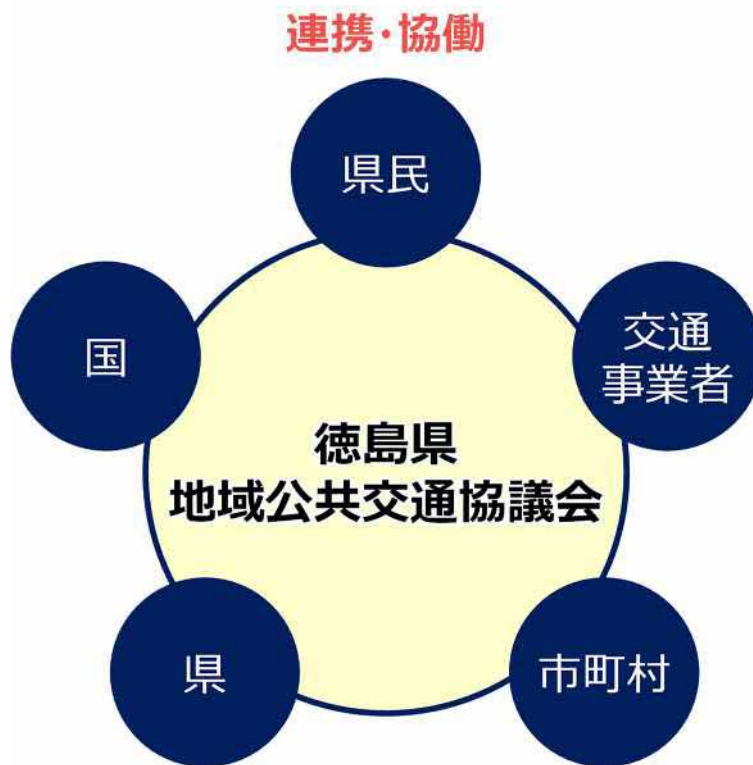 連携・協働
県民
国
交通
事業者
徳島県
地域公共交通協議会
県
市町村